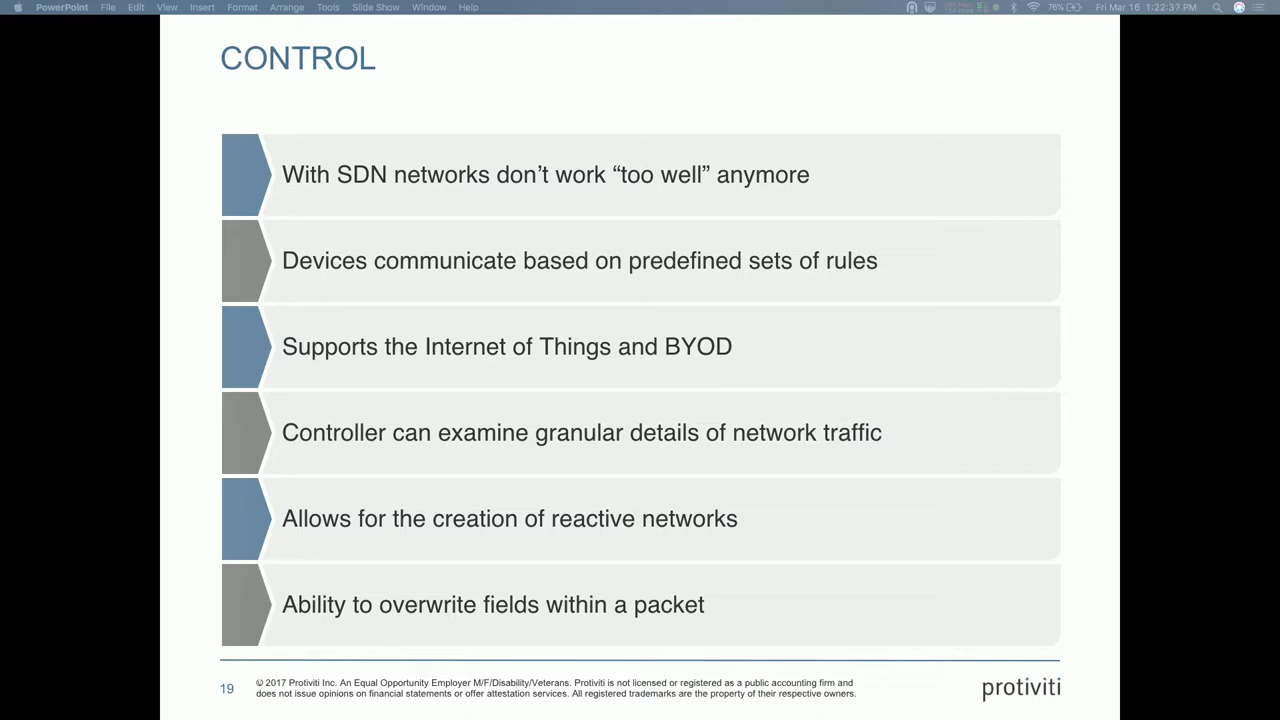 PowerPoint File Edit View Insert Format Arrange Tools Slide Show Window Help 76% Fri Mar 16 1:22:37 PM
CONTROL
With SDN networks don’t work “too well” anymore
Devices communicate based on predefined sets of rules
Supports the Internet of Things and BYOD
Controller can examine granular details of network traffic
Allows for the creation of reactive networks
Ability to overwrite fields within a packet
19
© 2017 Protiviti Inc. An Equal Opportunity Employer M/F/Disability/Veterans. Protiviti is not licensed or registered as a public accounting firm and
does not issue opinions on financial statements or offer attestation services. All registered trademarks are the property of their respective owners.
protiviti